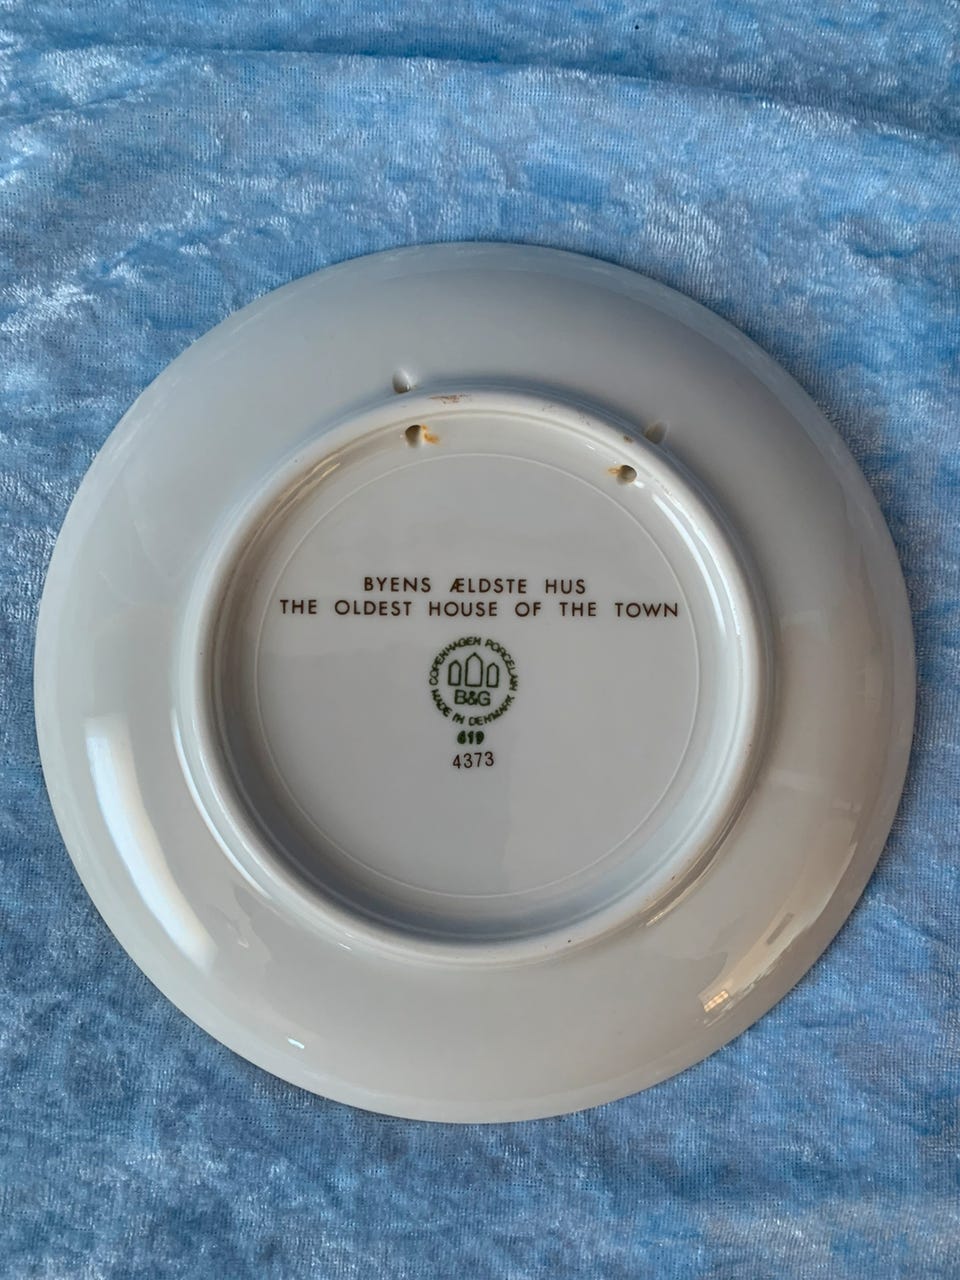 BYENS ÆLDSTE HUS
THE OLDEST HOUSE OF THE TOWN
COPENHAGEN PORCELAIN
B&G
MADE IN DENMARK
619
4373